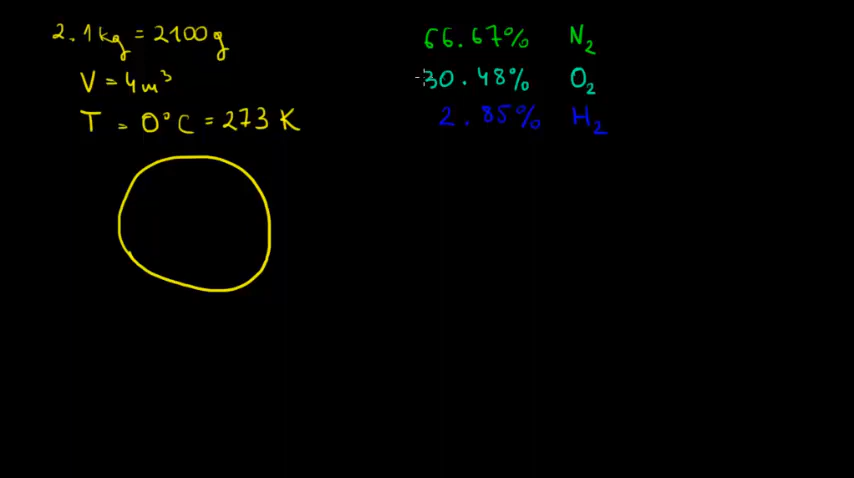 2.1kg = 2100g
V = 4m³
T = 0°C = 273 K
66.67% N₂
30.48% O₂
2.85% H₂